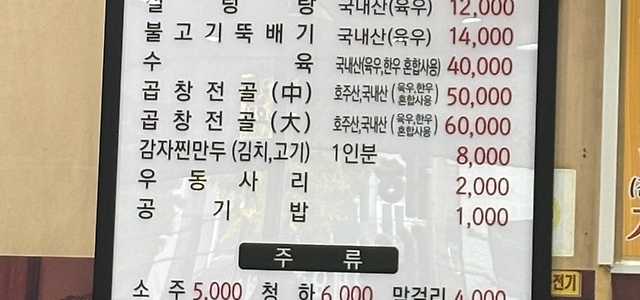 설 렁 탕 국내산(육우) 12,000
불 고 기 뚝 배 기 국내산(육우) 14,000
수 육 국내산(육우,한우 혼합사용) 40,000
곱 창 전 골 (中) 호주산,국내산 (육우,한우 혼합사용) 50,000
곱 창 전 골 (大) 호주산,국내산 (육우,한우 혼합사용) 60,000
감자찐만두 (김치,고기) 1인분 8,000
우 동 사 리 2,000
공 기 밥 1,000
주 류
소 주 5,000 청 하 6,000 막걸리 4,000
전기